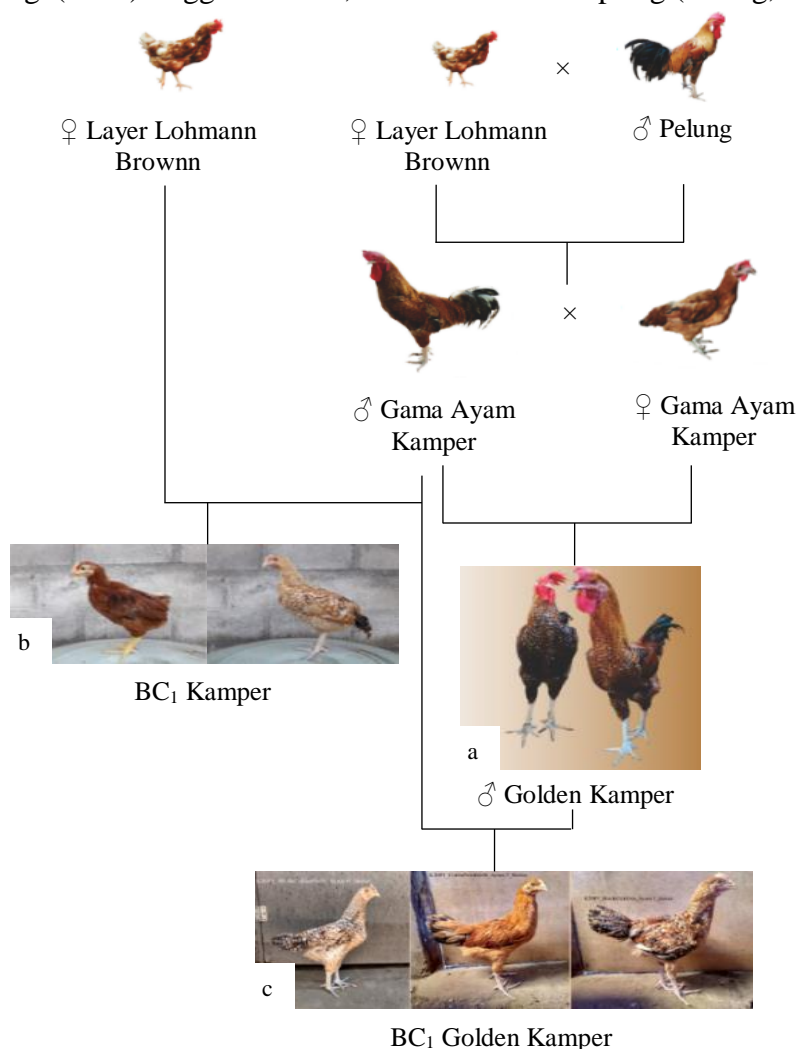 ♀ Layer Lohmann
Brownn
♀ Layer Lohmann
Brownn
×
♂ Pelung
×
♂ Gama Ayam
Kamper
♀ Gama Ayam
Kamper
b
BC₁ Kamper
a
♂ Golden Kamper
c
BC₁ Golden Kamper